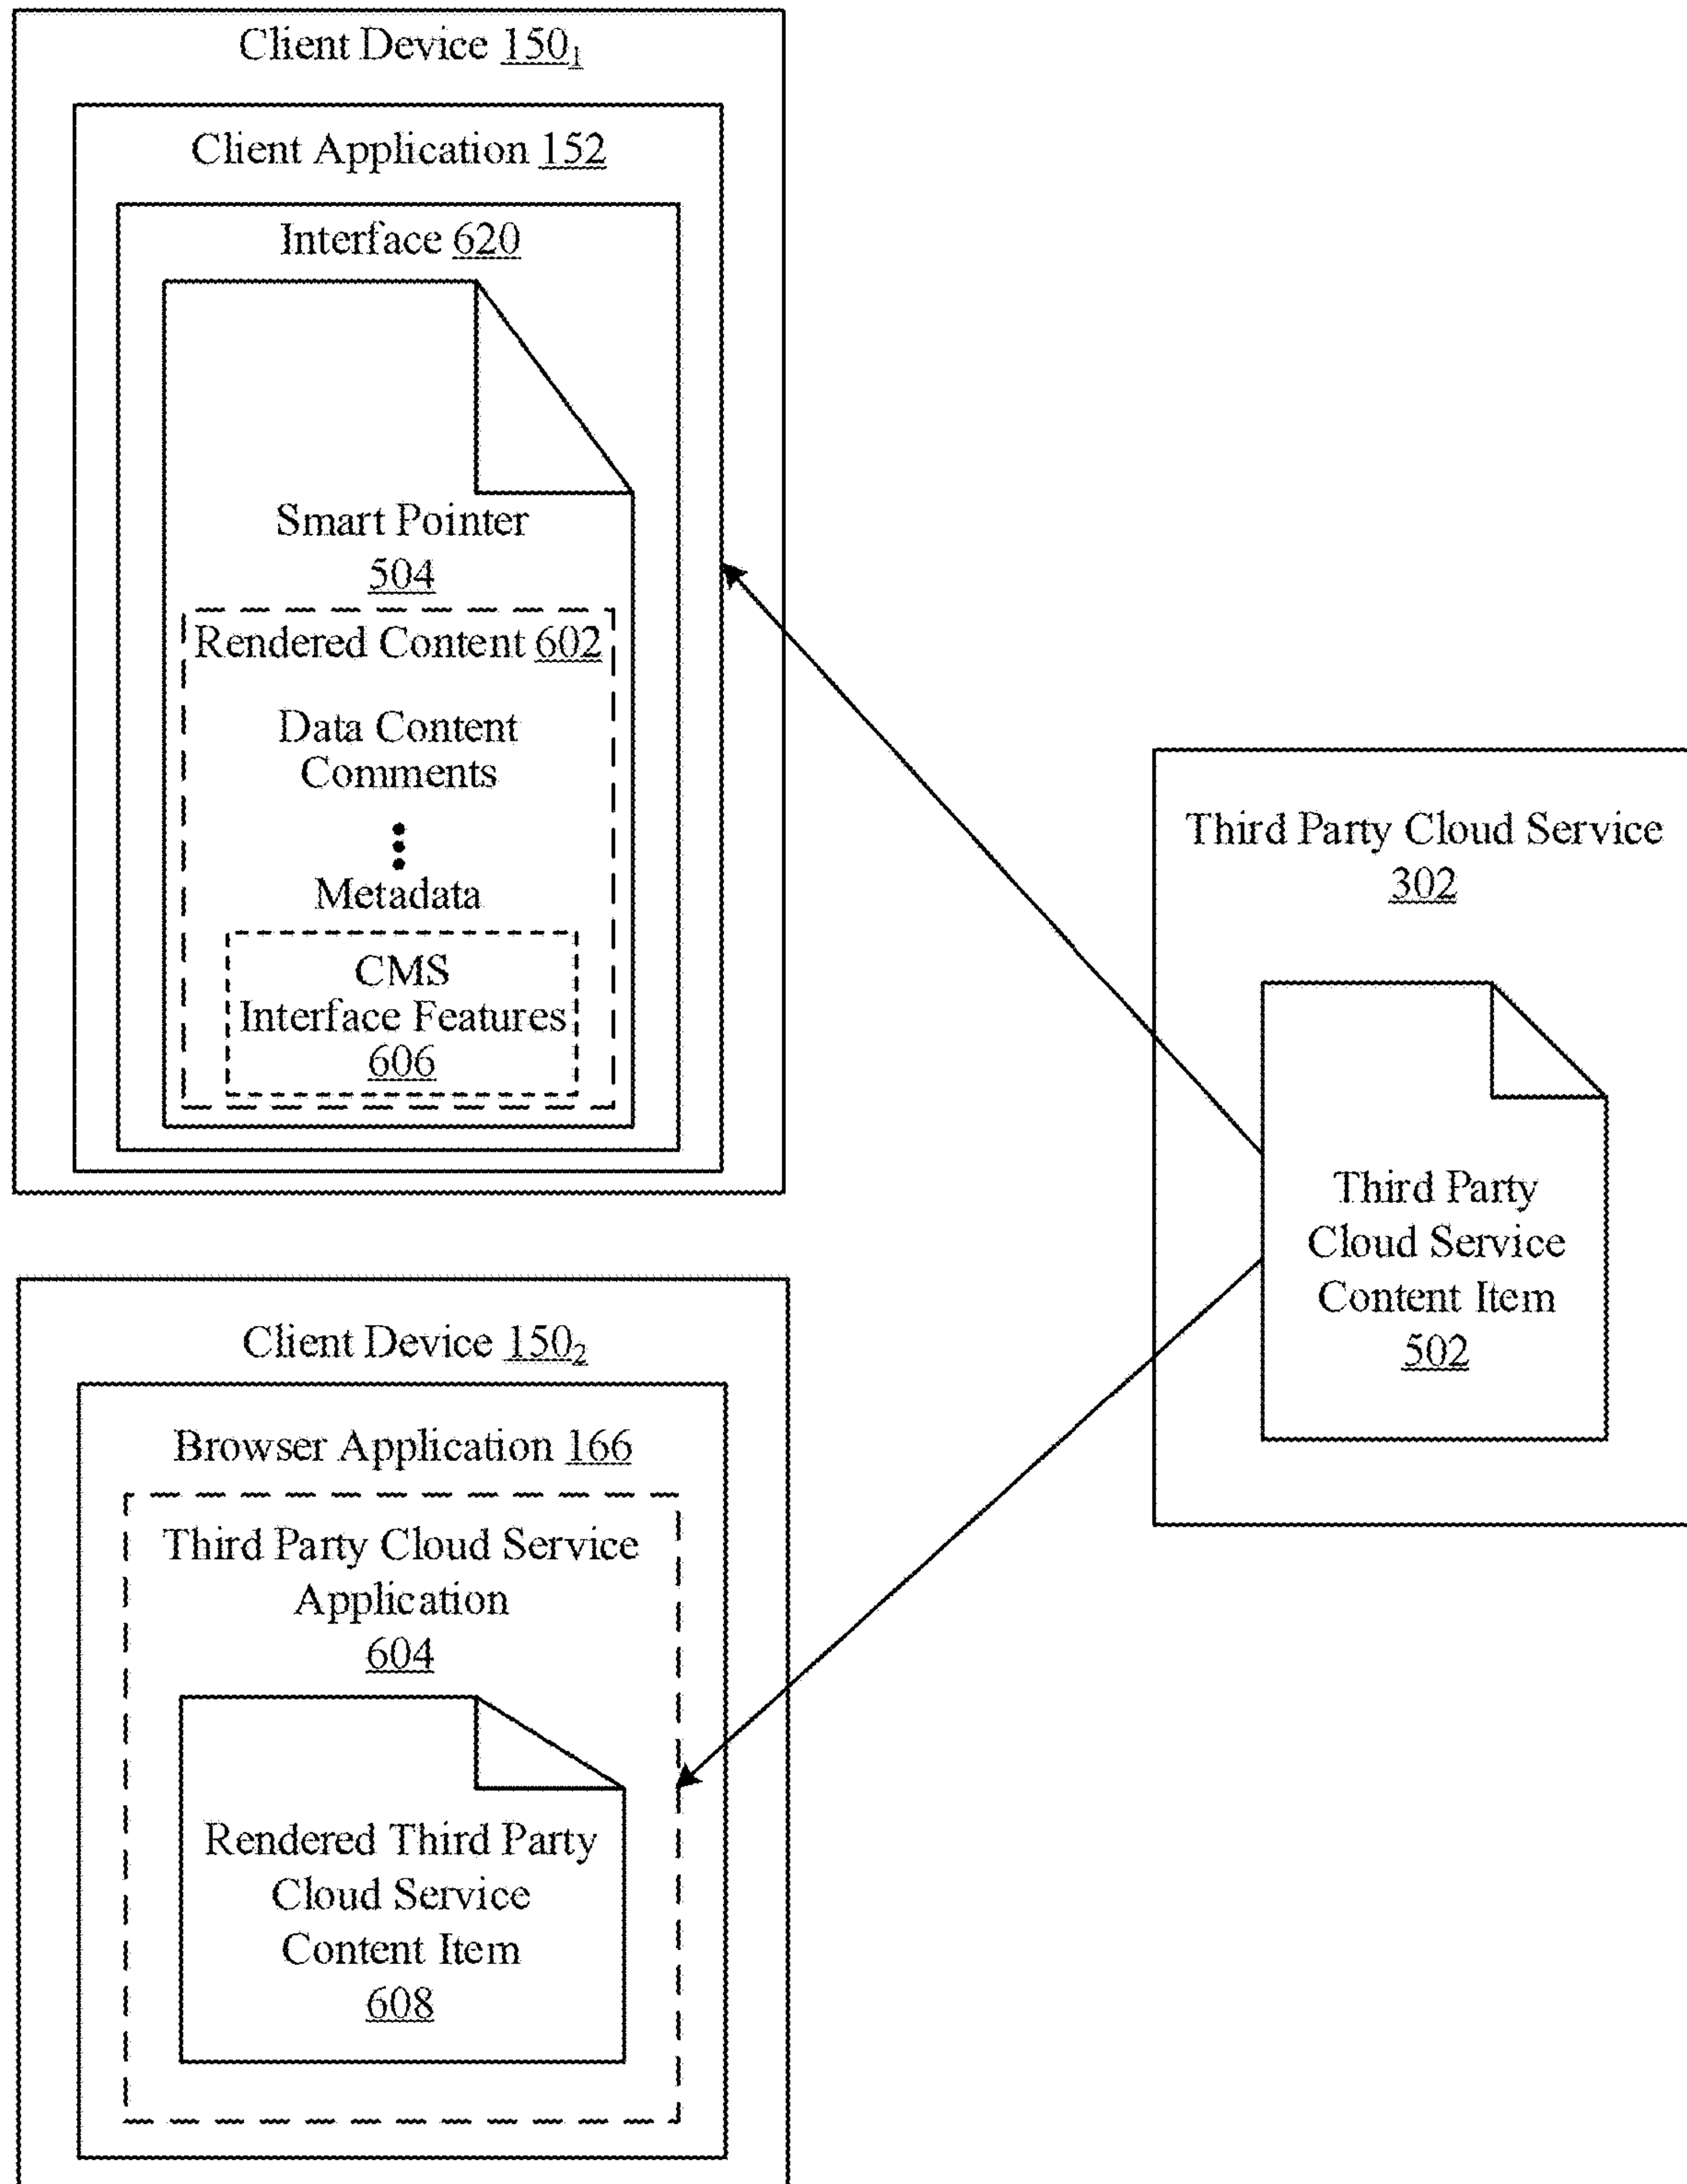 Client Device 150₁
Client Application 152
Interface 620
Smart Pointer
504
Rendered Content 602
Data Content
Comments
Metadata
CMS
Interface Features
606
Third Party Cloud Service
302
Third Party
Cloud Service
Content Item
502
Client Device 150₂
Browser Application 166
Third Party Cloud Service
Application
604
Rendered Third Party
Cloud Service
Content Item
608